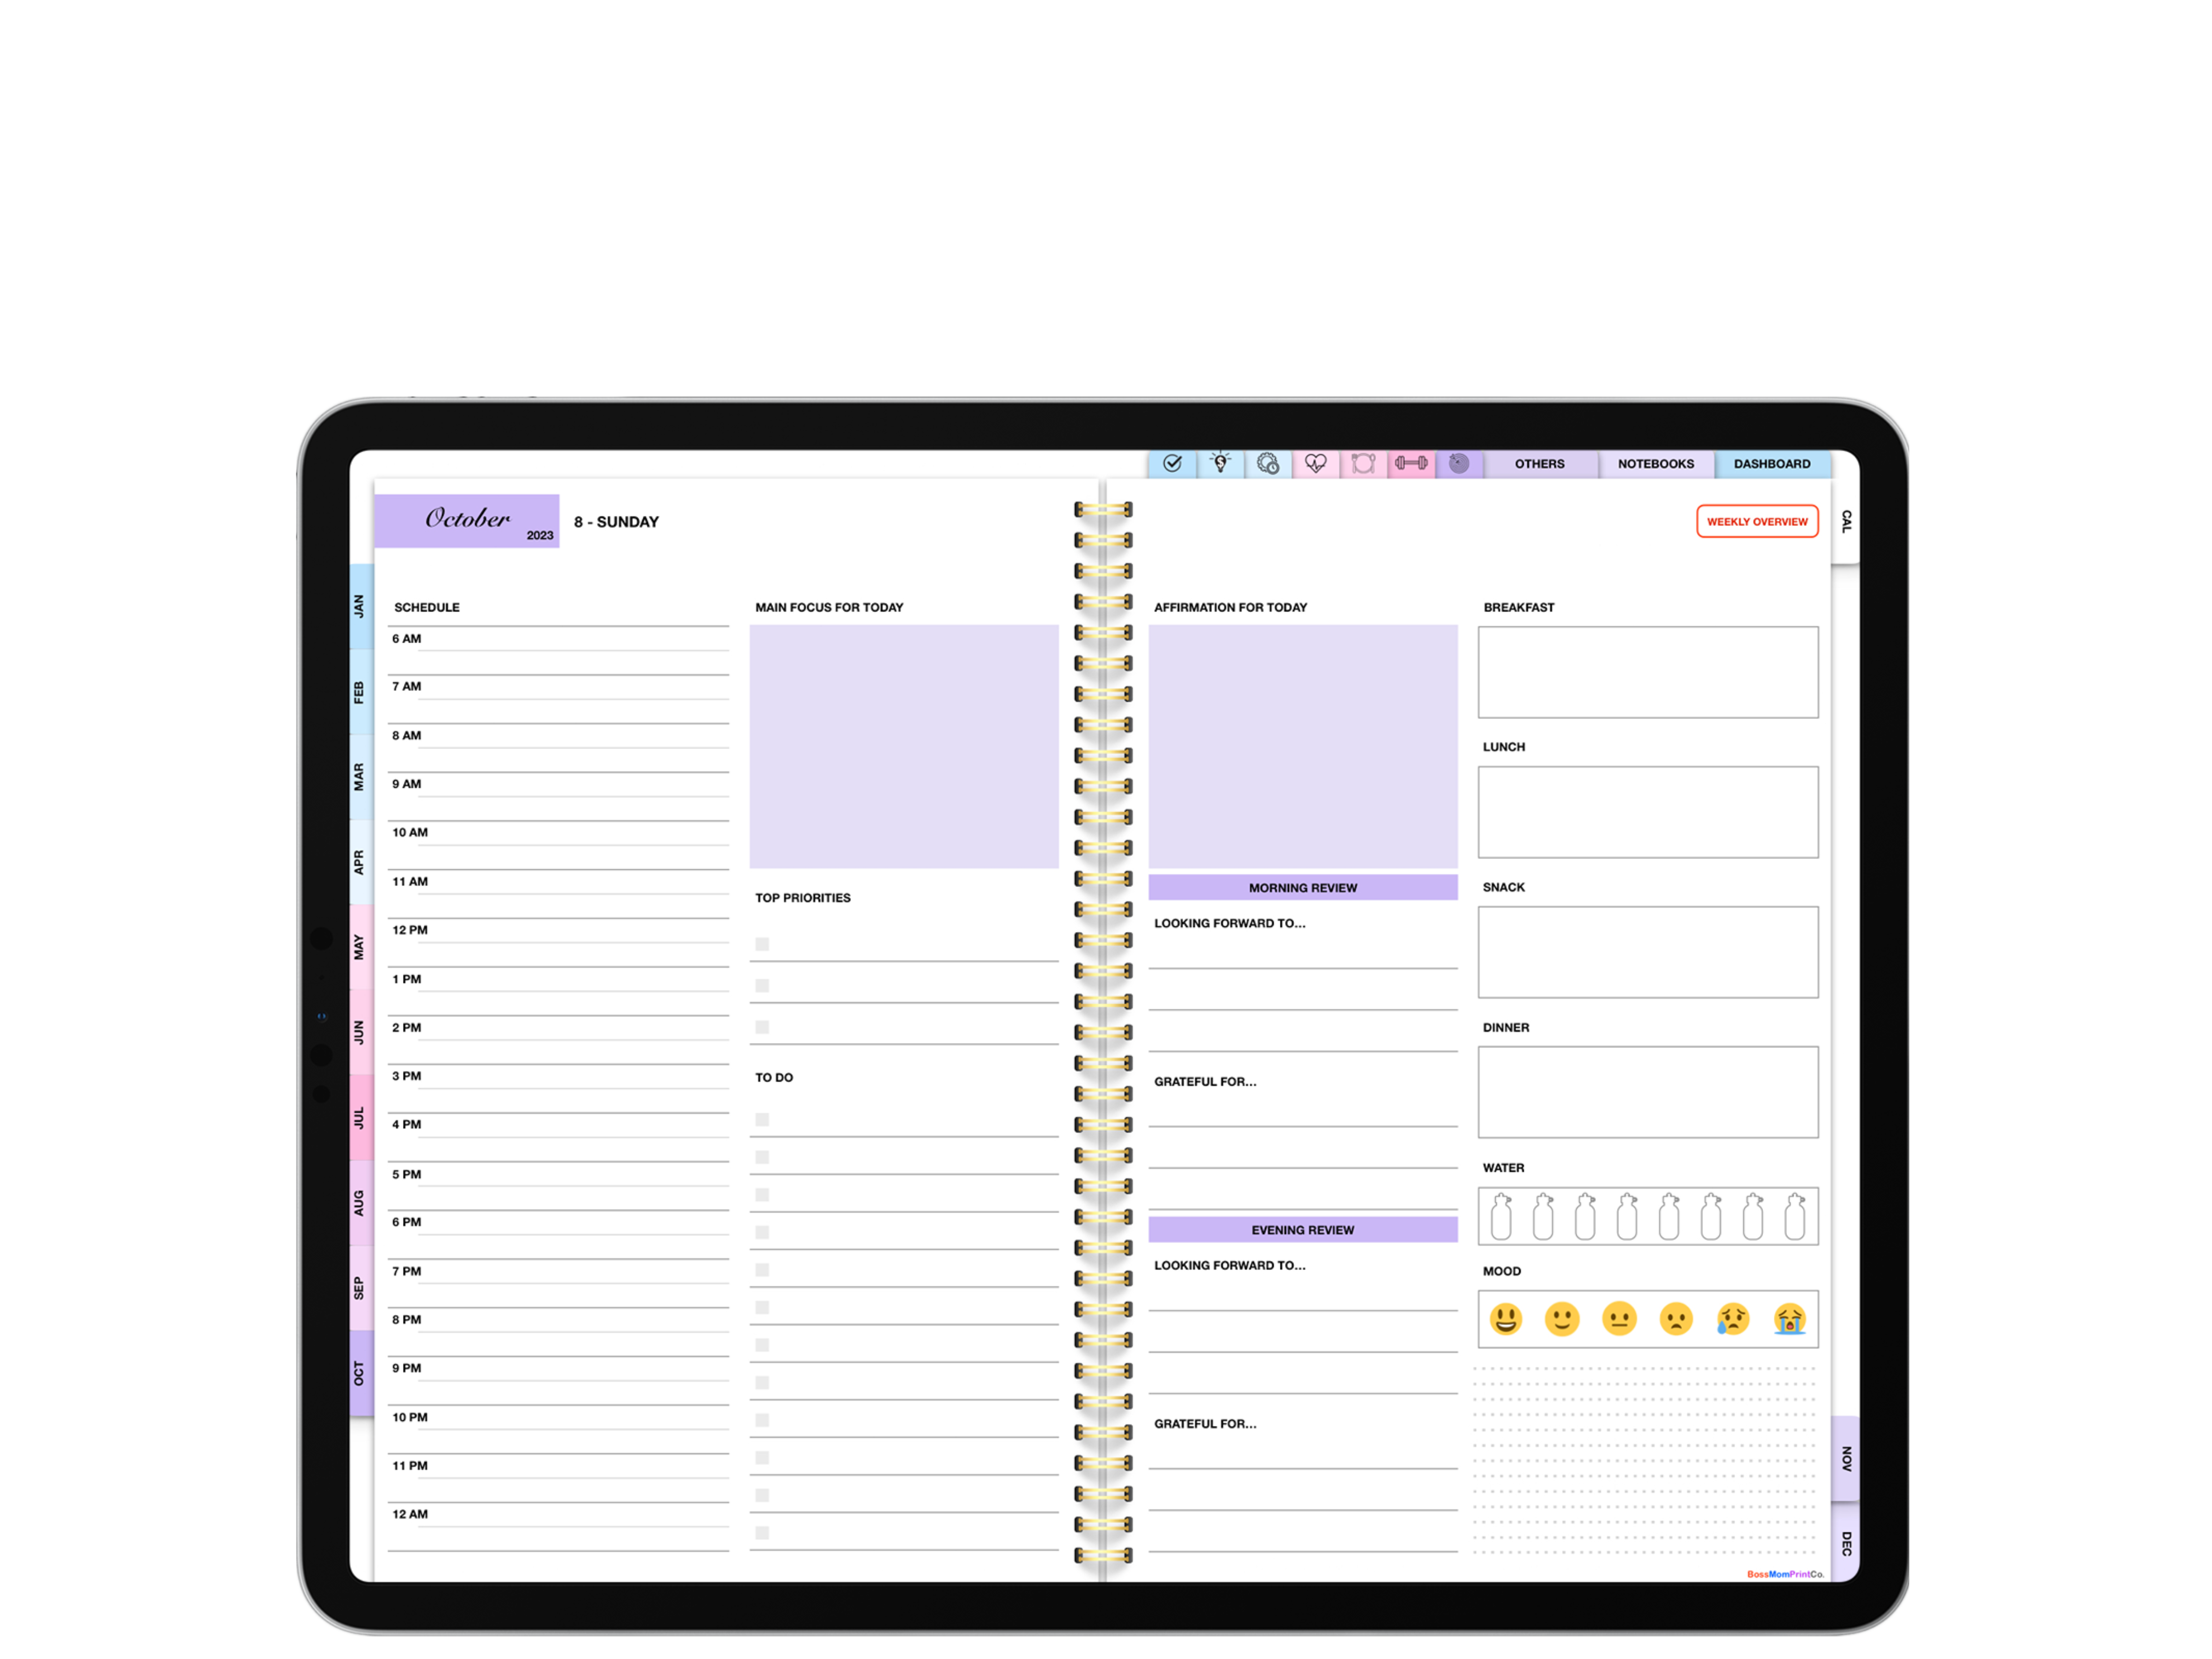 OTHERS
NOTEBOOKS
DASHBOARD
October
2023
8 - SUNDAY
WEEKLY OVERVIEW
CAL
JAN
FEB
MAR
APR
MAY
JUN
JUL
AUG
SEP
OCT
SCHEDULE
6 AM
7 AM
8 AM
9 AM
10 AM
11 AM
12 PM
1 PM
2 PM
3 PM
4 PM
5 PM
6 PM
7 PM
8 PM
9 PM
10 PM
11 PM
12 AM
MAIN FOCUS FOR TODAY
TOP PRIORITIES
TO DO
AFFIRMATION FOR TODAY
MORNING REVIEW
LOOKING FORWARD TO...
GRATEFUL FOR...
EVENING REVIEW
LOOKING FORWARD TO...
GRATEFUL FOR...
BREAKFAST
LUNCH
SNACK
DINNER
WATER
MOOD
NOV
DEC
BossMomPrintCo.